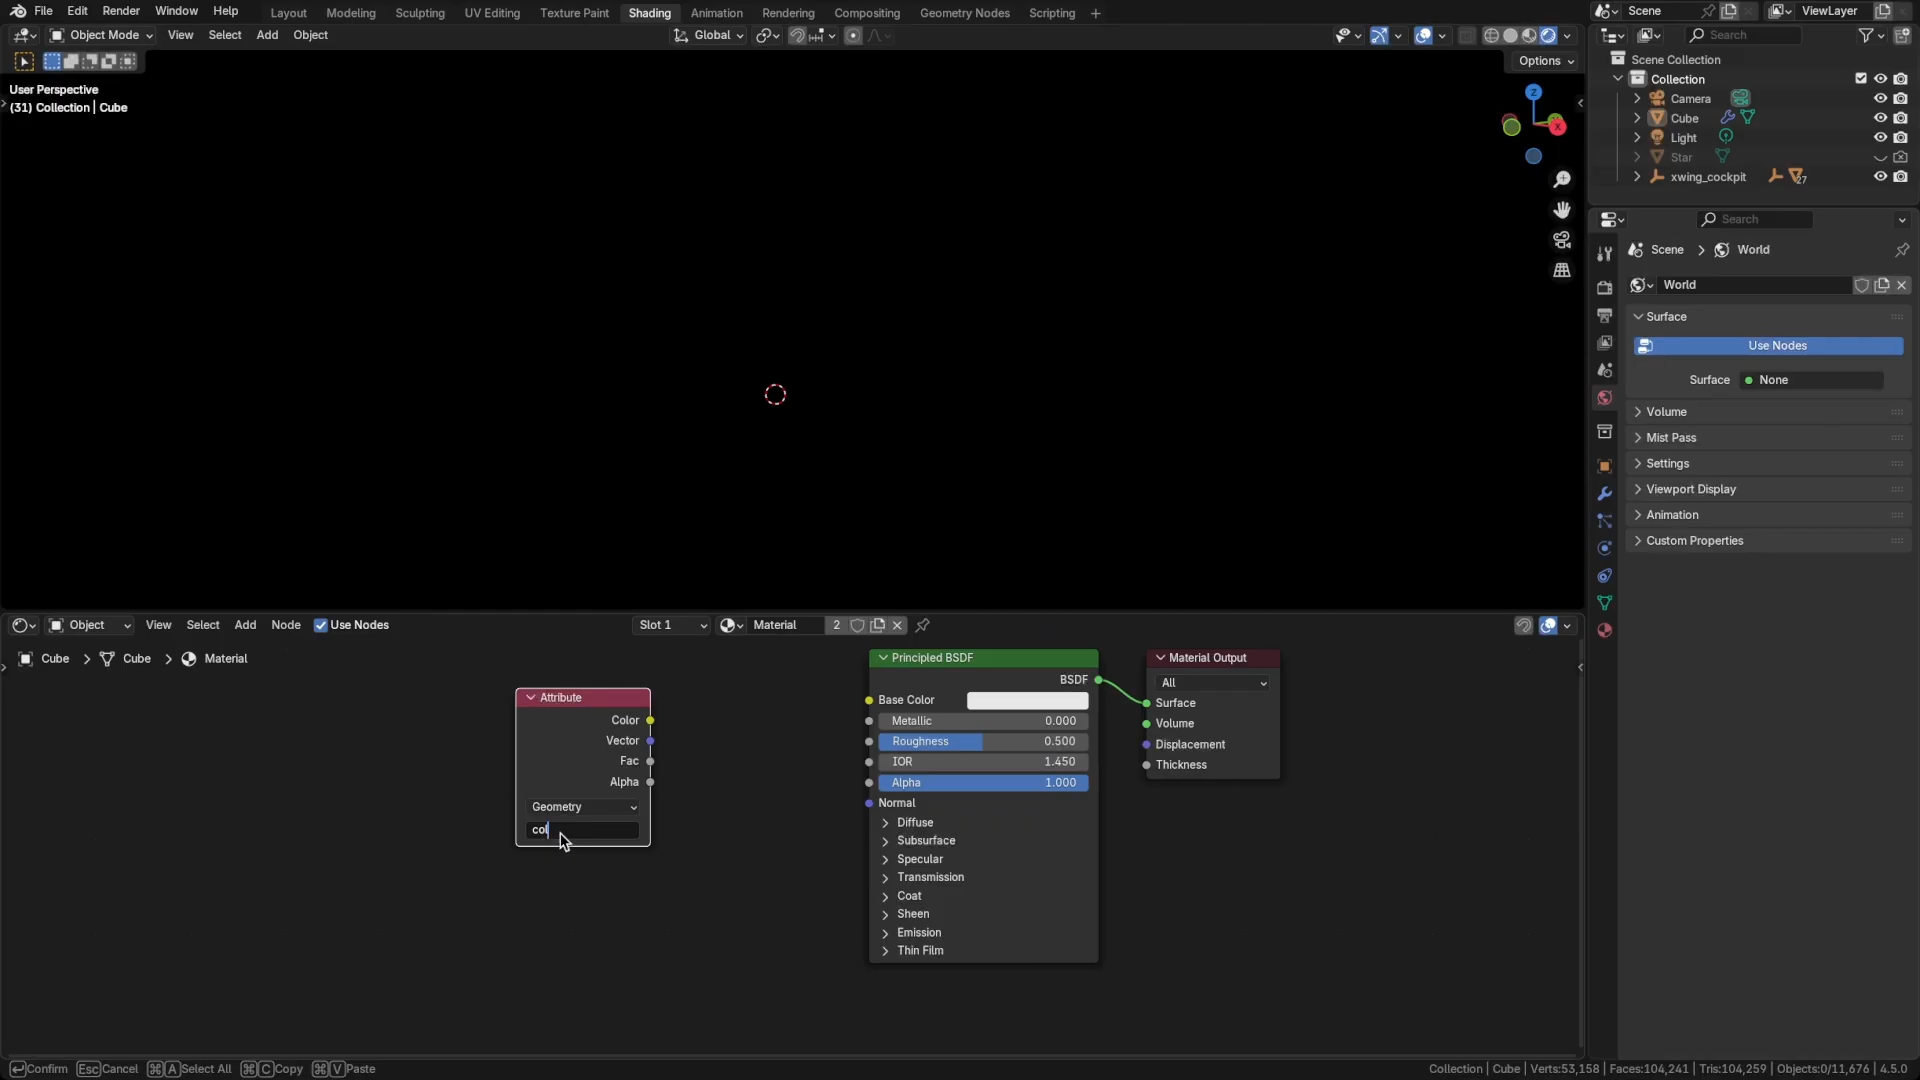 File Edit Render Window Help Layout Modeling Sculpting UV Editing Texture Paint Shading Animation Rendering Compositing Geometry Nodes Scripting
Scene ViewLayer
Object Mode View Select Add Object Global
Search
Options
User Perspective
(31) Collection | Cube
Z
X
Scene Collection
Collection
Camera
Cube
Light
Star
xwing_cockpit 27
Search
Scene > World
World
Surface
Use Nodes
Surface None
Volume
Mist Pass
Settings
Viewport Display
Animation
Custom Properties
Object View Select Add Node Use Nodes Slot 1 Material 2
Cube > Cube > Material
Attribute
Color
Vector
Fac
Alpha
Geometry
col
Principled BSDF
BSDF
Base Color
Metallic 0.000
Roughness 0.500
IOR 1.450
Alpha 1.000
Normal
Diffuse
Subsurface
Specular
Transmission
Coat
Sheen
Emission
Thin Film
Material Output
All
Surface
Volume
Displacement
Thickness
Confirm Esc Cancel ⌘ A Select All ⌘ C Copy ⌘ V Paste
Collection | Cube | Verts:53,158 | Faces:104,241 | Tris:104,259 | Objects:0/11,676 | 4.5.0